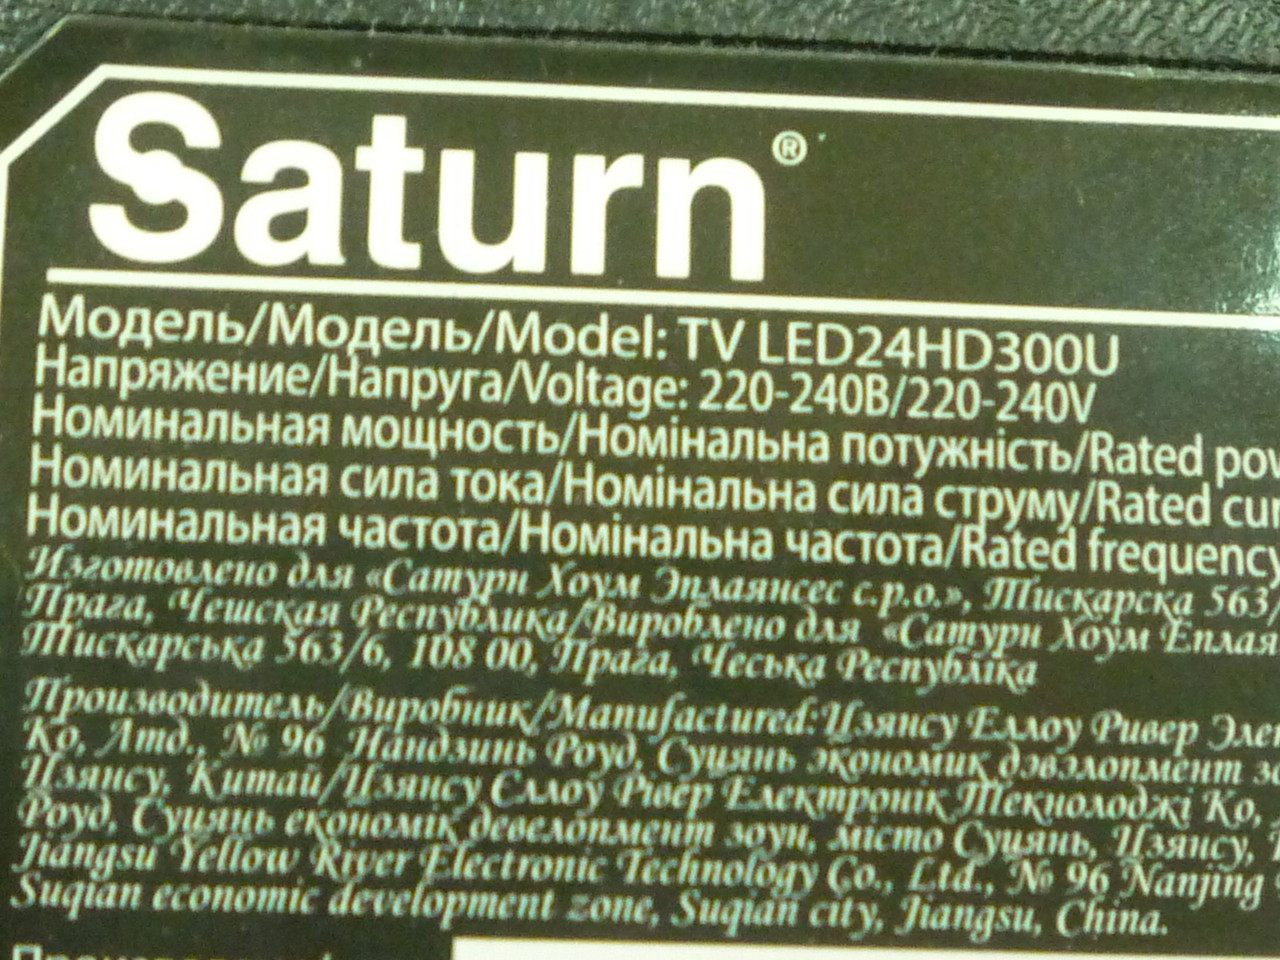 Saturn®
Модель/Модель/Model: TV LED24HD300U
Напряжение/Напруга/Voltage: 220-240В/220-240V
Номинальная мощность/Номінальна потужність/Rated pow
Номинальная сила тока/Номінальна сила струму/Rated cur
Номинальная частота/Номінальна частота/Rated frequency
Изготовлено для «Сатурн Хоум Эплаянсес с.р.о.», Тискарска 563/
Прага, Чешская Республика/Вироблено для «Сатурн Хоум Еплая
Тискарська 563/6, 108 00, Прага, Чеська Республіка
Производитель/Виробник/Manufactured: Цзянсу Еллоу Ривер Элек
Ко, Лтд., № 96 Нандзинь Роуд, Суцянь экономик дэвэлопмент зо
Цзянсу, Китай/Цзянсу Єллоу Рівер Електронік Текнолоджі Ко,
Роуд, Суцянь економік девелопмент зоун, місто Суцянь, Цзянсу,
Jiangsu Yellow River Electronic Technology Co., Ltd., № 96 Nanjing
Suqian economic development zone, Suqian city, Jiangsu, China.